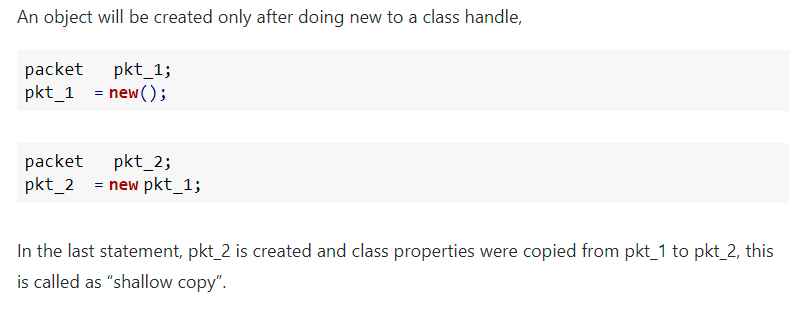 An object will be created only after doing new to a class handle,
packet   pkt_1;
pkt_1  = new();
packet   pkt_2;
pkt_2  = new pkt_1;
In the last statement, pkt_2 is created and class properties were copied from pkt_1 to pkt_2, this
is called as “shallow copy”.